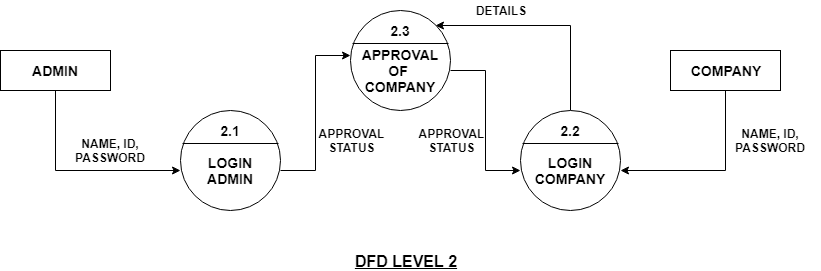 DETAILS
2.3
APPROVAL
OF
COMPANY
ADMIN
COMPANY
2.1
LOGIN
ADMIN
NAME, ID,
PASSWORD
APPROVAL
STATUS
APPROVAL
STATUS
2.2
LOGIN
COMPANY
NAME, ID,
PASSWORD
DFD LEVEL 2